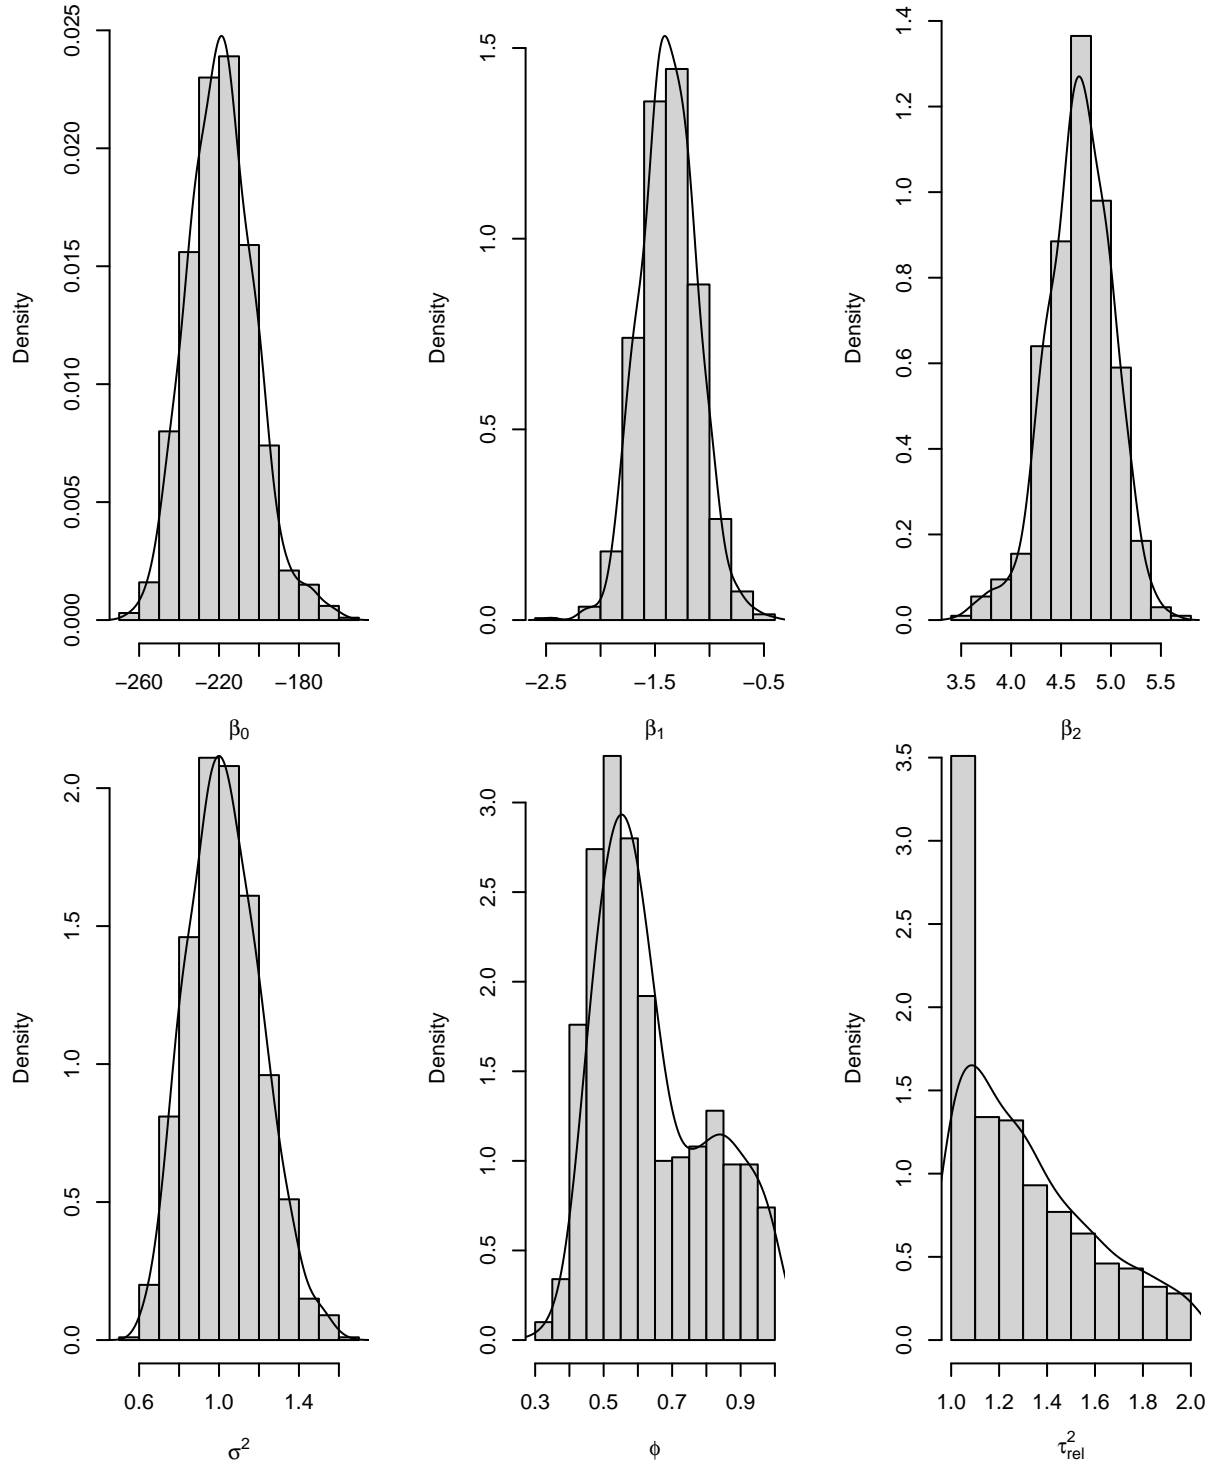 Density
0.000 0.005 0.010 0.015 0.020 0.025
−260 −220 −180
β0
Density
0.0 0.5 1.0 1.5
−2.5 −1.5 −0.5
β1
Density
0.0 0.2 0.4 0.6 0.8 1.0 1.2 1.4
3.5 4.0 4.5 5.0 5.5
β2
Density
0.0 0.5 1.0 1.5 2.0
0.6 1.0 1.4
σ²
Density
0.0 0.5 1.0 1.5 2.0 2.5 3.0
0.3 0.5 0.7 0.9
ϕ
Density
0.0 0.5 1.0 1.5 2.0 2.5 3.0 3.5
1.0 1.2 1.4 1.6 1.8 2.0
τ²rel